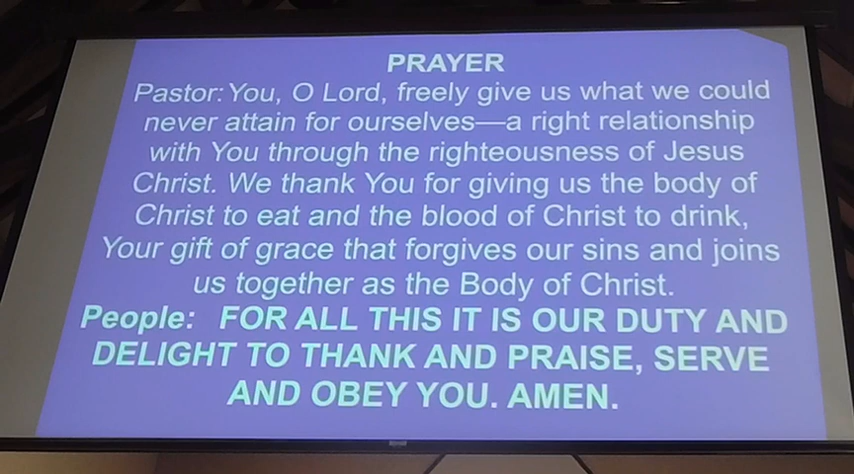 PRAYER
Pastor: You, O Lord, freely give us what we could
never attain for ourselves—a right relationship
with You through the righteousness of Jesus
Christ. We thank You for giving us the body of
Christ to eat and the blood of Christ to drink,
Your gift of grace that forgives our sins and joins
us together as the Body of Christ.
People: FOR ALL THIS IT IS OUR DUTY AND
DELIGHT TO THANK AND PRAISE, SERVE
AND OBEY YOU. AMEN.